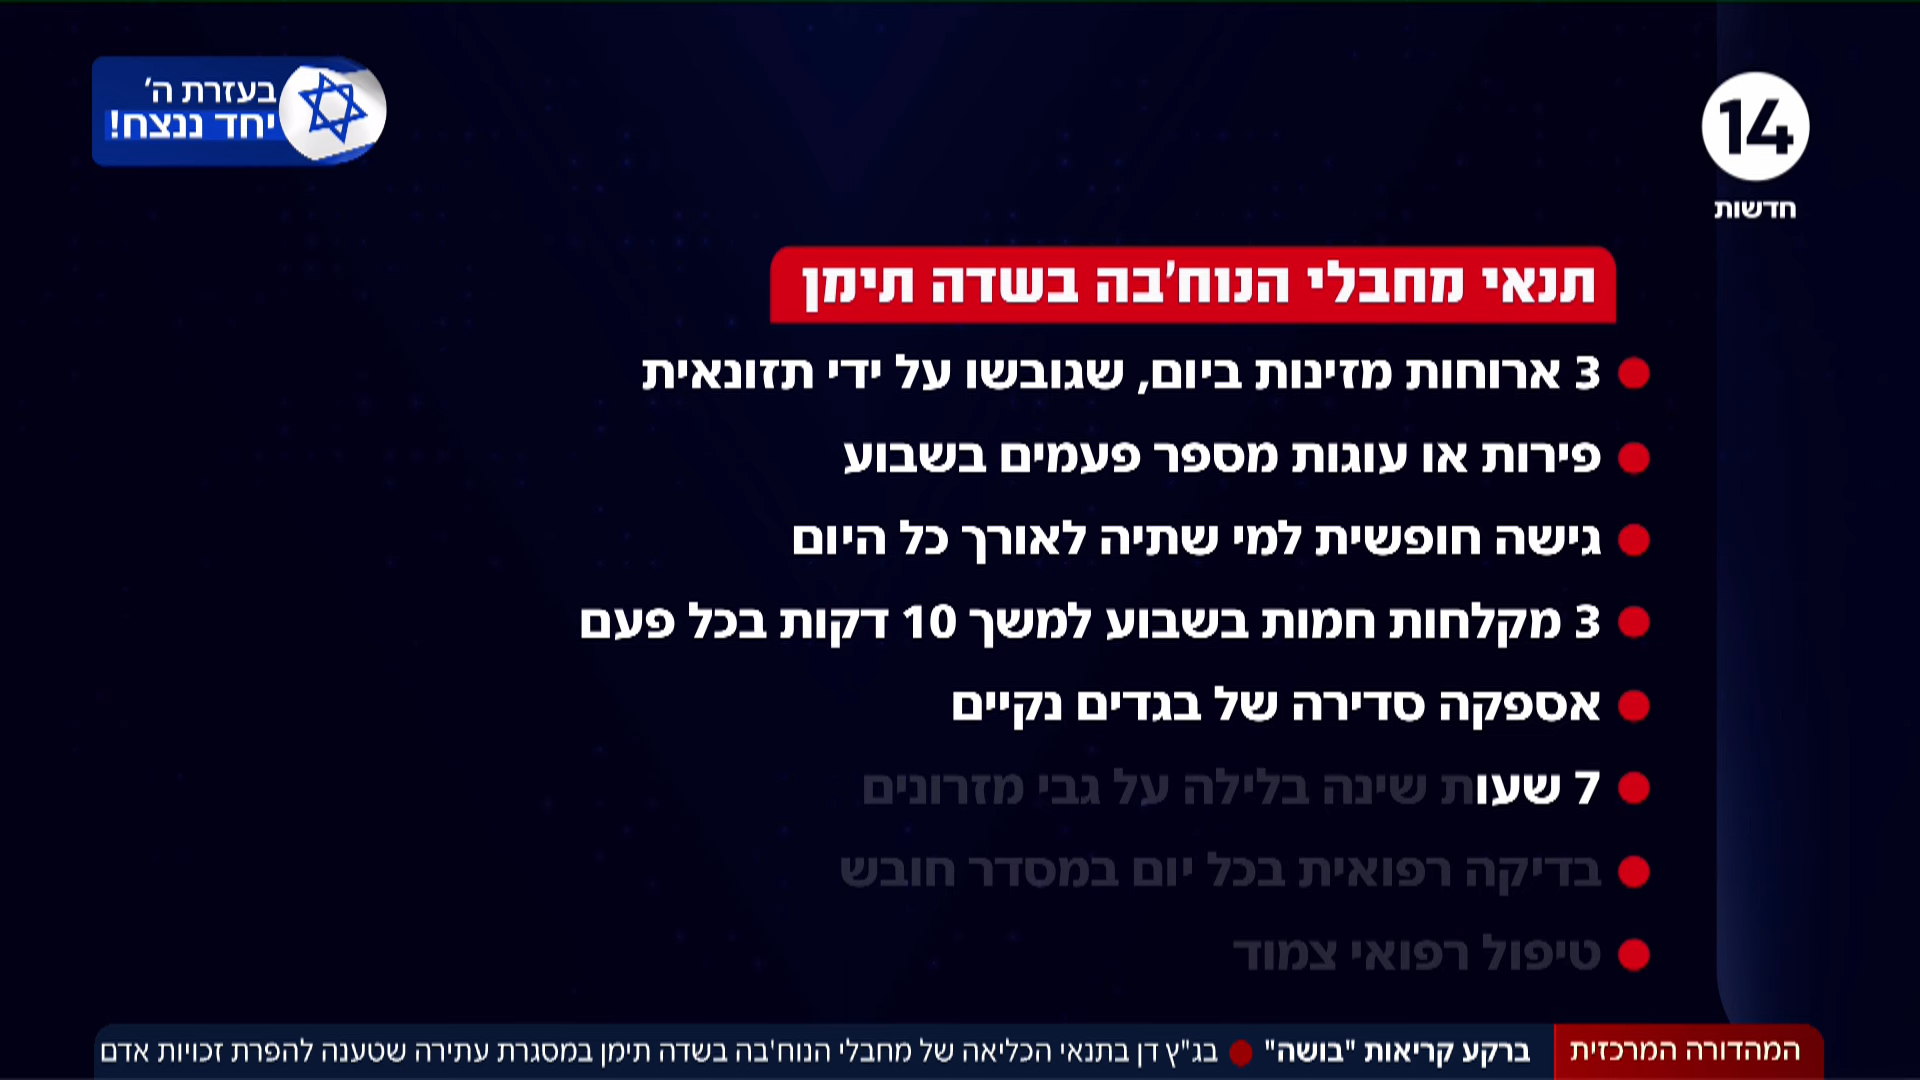 בעזרת ה'
יחד ננצח!
14
חדשות
תנאי מחבלי הנוח'בה בשדה תימן
3 ארוחות מזינות ביום, שגובשו על ידי תזונאית
פירות או עוגות מספר פעמים בשבוע
גישה חופשית למי שתיה לאורך כל היום
3 מקלחות חמות בשבוע למשך 10 דקות בכל פעם
אספקה סדירה של בגדים נקיים
7 שעות שינה בלילה על גבי מזרונים
בדיקה רפואית בכל יום במסדר חובש
טיפול רפואי צמוד
המהדורה המרכזית
ברקע קריאות "בושה" ● בג"ץ דן בתנאי הכליאה של מחבלי הנוח'בה בשדה תימן במסגרת עתירה שטענה להפרת זכויות אדם